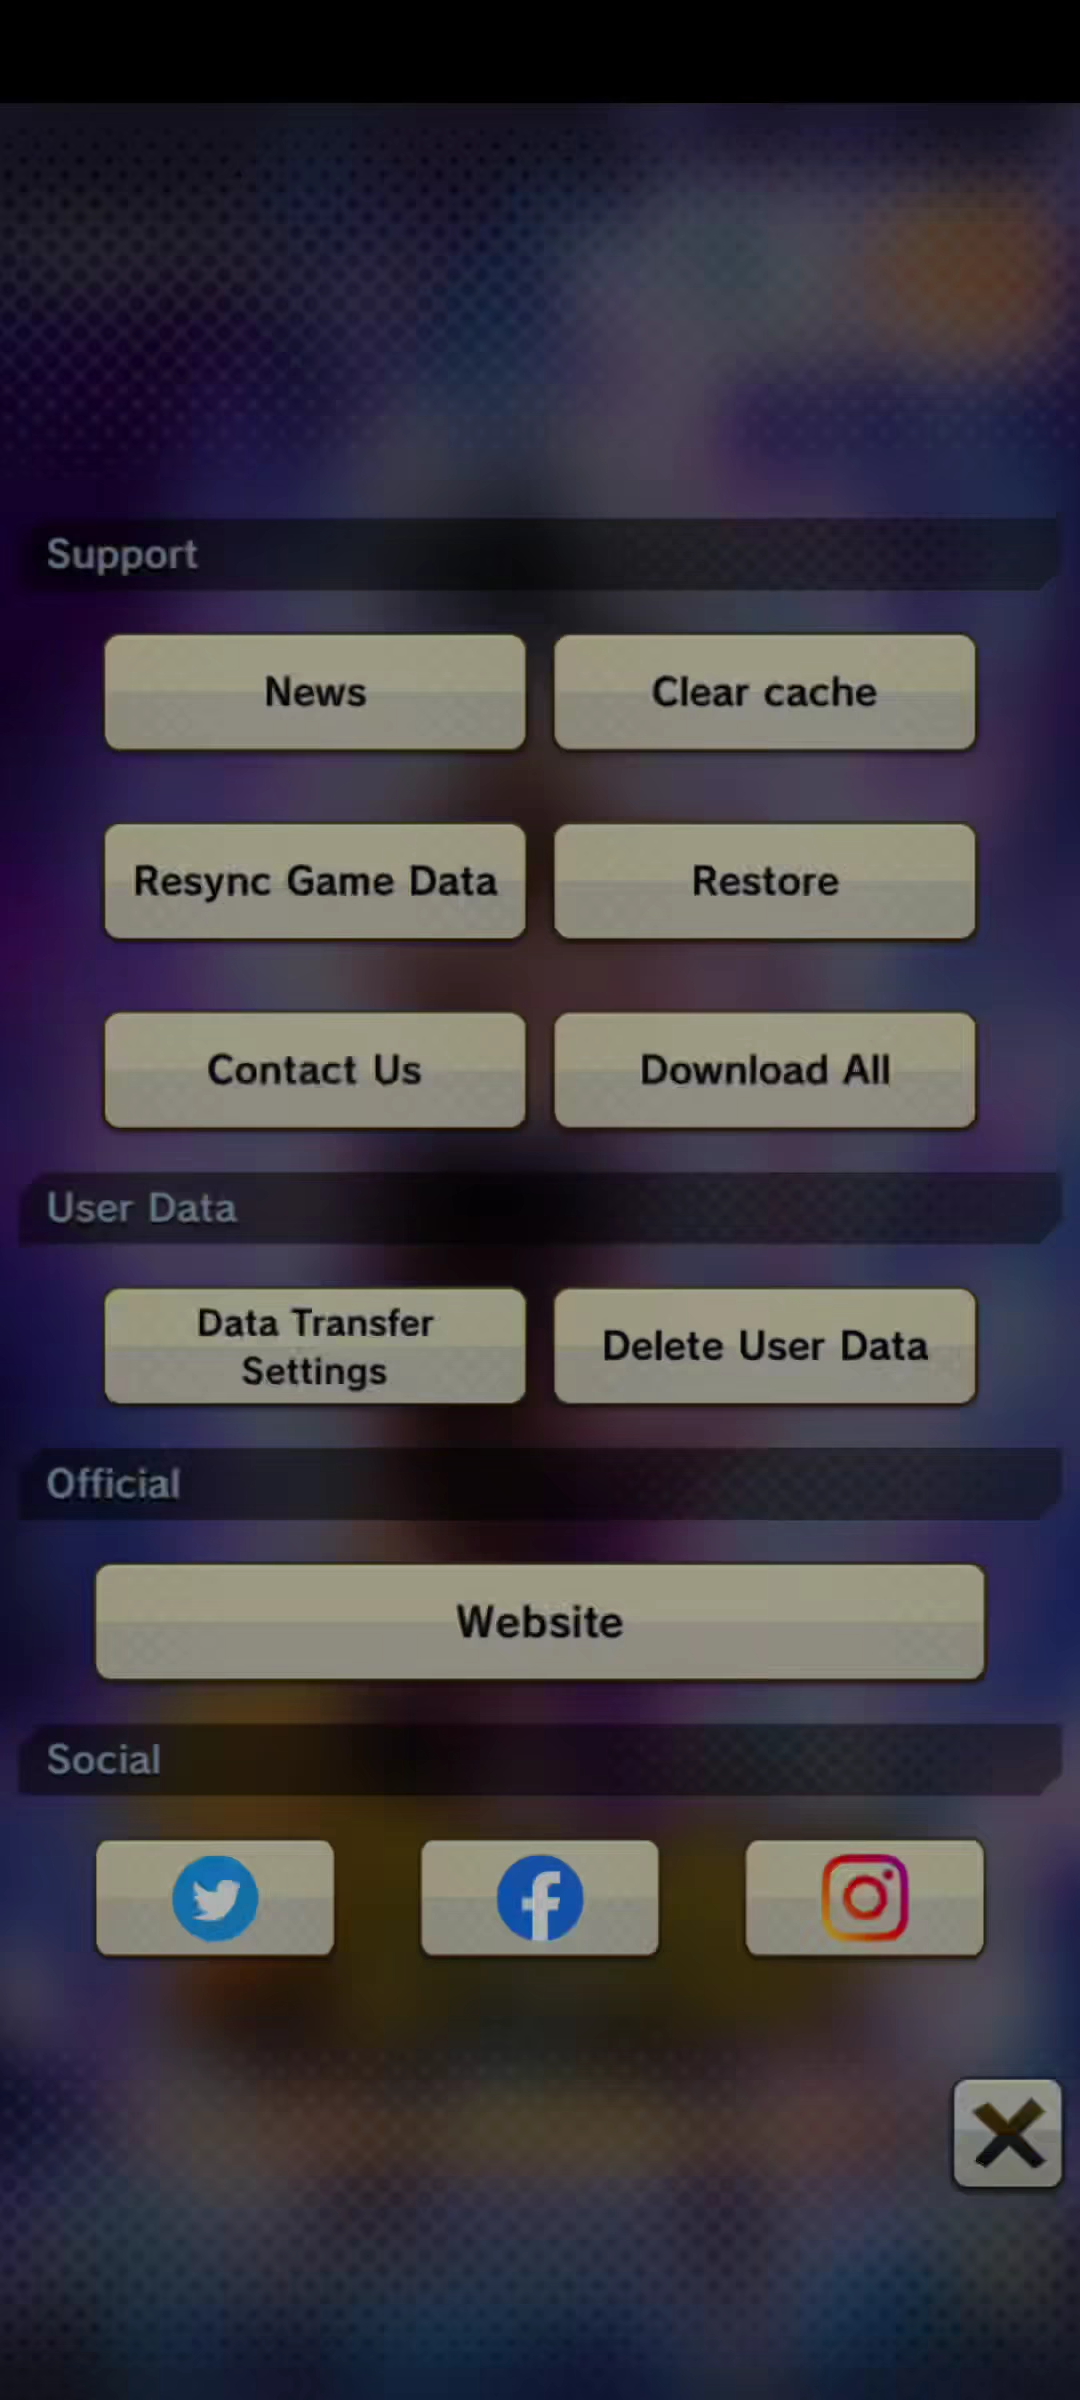 Support
News
Clear cache
Resync Game Data
Restore
Contact Us
Download All
User Data
Data Transfer
Settings
Delete User Data
Official
Website
Social